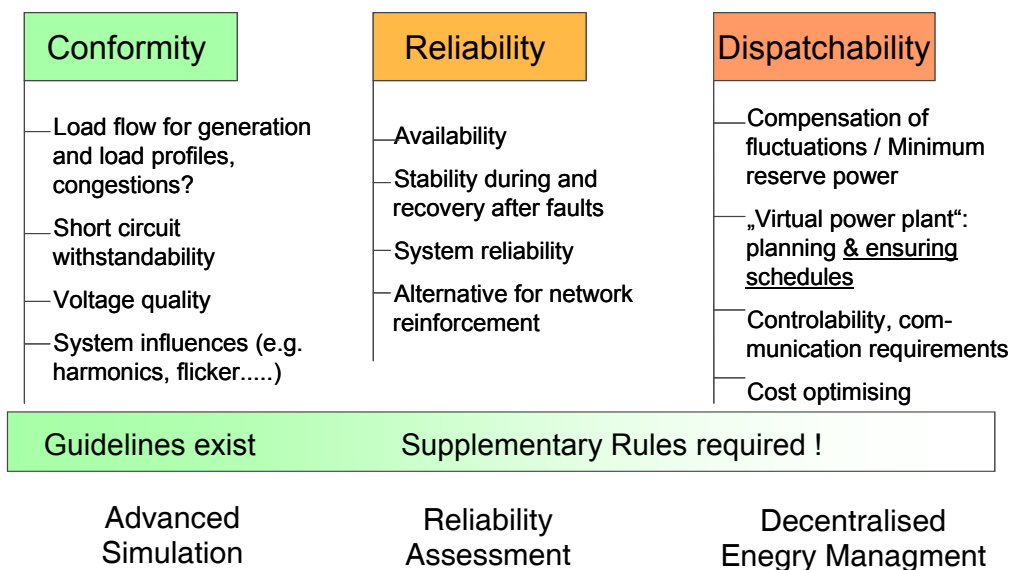 Conformity
Load flow for generation
and load profiles,
congestions?
Short circuit
withstandability
Voltage quality
System influences (e.g.
harmonics, flicker.....)
Reliability
Availability
Stability during and
recovery after faults
System reliability
Alternative for network
reinforcement
Dispatchability
Compensation of
fluctuations / Minimum
reserve power
„Virtual power plant“:
planning & ensuring
schedules
Controlability, com-
munication requirements
Cost optimising
Guidelines exist
Supplementary Rules required !
Advanced
Simulation
Reliability
Assessment
Decentralised
Enegry Managment